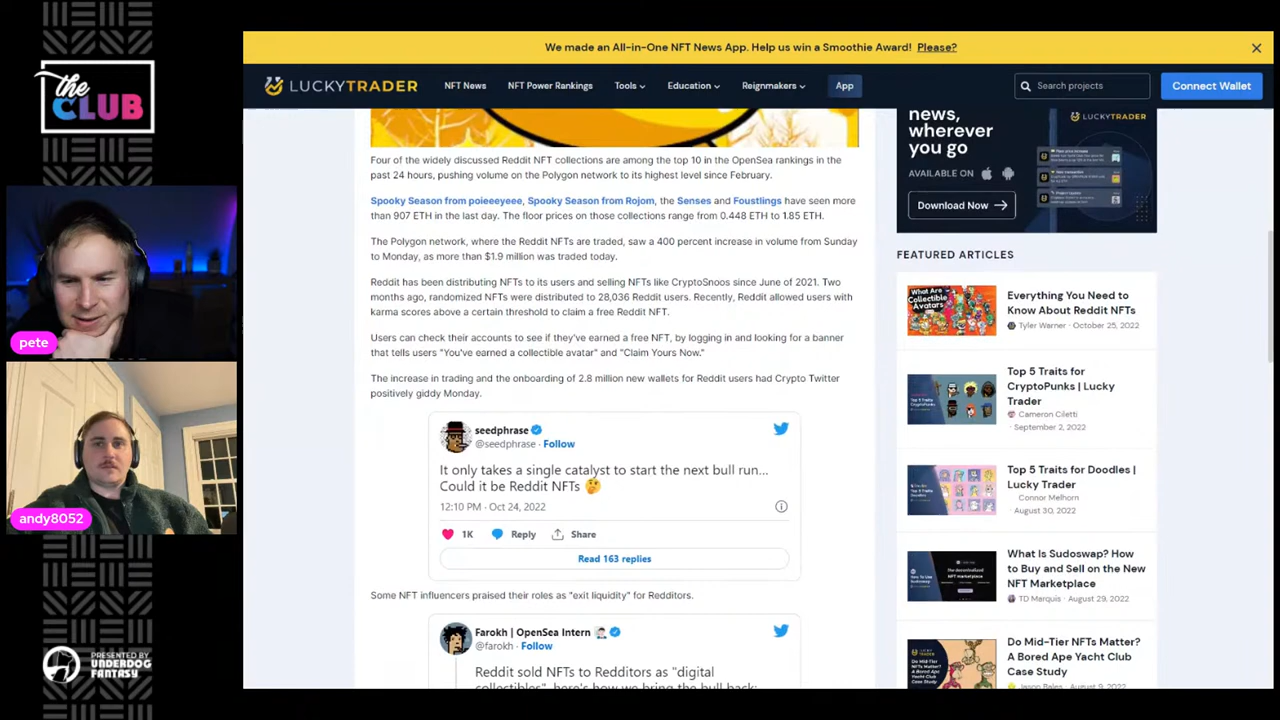 the
CLUB
pete
andy8052
PRESENTED BY
UNDERDOG
FANTASY
We made an All-in-One NFT News App. Help us win a Smoothie Award! Please?
LUCKYTRADER
NFT News
NFT Power Rankings
Tools
Education
Reignmakers
App
Search projects
Connect Wallet
Four of the widely discussed Reddit NFT collections are among the top 10 in the OpenSea rankings in the
past 24 hours, pushing volume on the Polygon network to its highest level since February.
Spooky Season from poieeeyeee, Spooky Season from Rojom, the Senses and Foustlings have seen more
than 907 ETH in the last day. The floor prices on those collections range from 0.448 ETH to 1.85 ETH.
The Polygon network, where the Reddit NFTs are traded, saw a 400 percent increase in volume from Sunday
to Monday, as more than $1.9 million was traded today.
Reddit has been distributing NFTs to its users and selling NFTs like CryptoSnoos since June of 2021. Two
months ago, randomized NFTs were distributed to 28,036 Reddit users. Recently, Reddit allowed users with
karma scores above a certain threshold to claim a free Reddit NFT.
Users can check their accounts to see if they've earned a free NFT, by logging in and looking for a banner
that tells users "You've earned a collectible avatar" and "Claim Yours Now."
The increase in trading and the onboarding of 2.8 million new wallets for Reddit users had Crypto Twitter
positively giddy Monday.
seedphrase
@seedphrase · Follow
It only takes a single catalyst to start the next bull run...
Could it be Reddit NFTs 🤔
12:10 PM · Oct 24, 2022
1K
Reply
Share
Read 163 replies
Some NFT influencers praised their roles as "exit liquidity" for Redditors.
Farokh | OpenSea Intern
@farokh · Follow
Reddit sold NFTs to Redditors as "digital
collectibles", here's how we bring the bull back:
news,
wherever
you go
LUCKYTRADER
AVAILABLE ON
Download Now →
FEATURED ARTICLES
What Are
Collectible
Avatars
Everything You Need to
Know About Reddit NFTs
Tyler Warner · October 25, 2022
Top 5 Traits for
CryptoPunks | Lucky
Trader
Cameron Ciletti
· September 2, 2022
Top 5 Traits for Doodles |
Lucky Trader
Connor Melhorn
· August 30, 2022
What Is Sudoswap? How
to Buy and Sell on the New
NFT Marketplace
TD Marquis · August 29, 2022
Do Mid-Tier NFTs Matter?
A Bored Ape Yacht Club
Case Study
Jason Bales · August 9, 2022